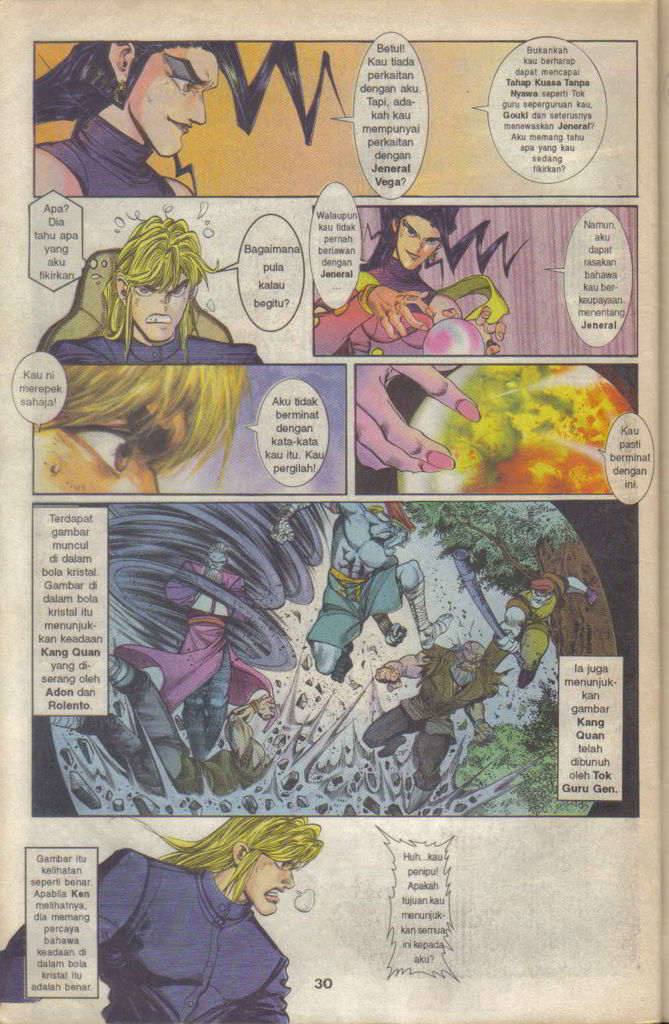 Betul!
Kau tiada
perkaitan
dengan aku.
Tapi, ada-
kah kau
mempunyai
perkaitan
dengan
Jeneral
Vega?
Bukankah
kau berharap
dapat mencapai
Tahap Kuasa Tanpa
Nyawa seperti Tok
guru seperguruan kau,
Gouki dan seterusnya
menewaskan Jeneral?
Aku memang tahu
apa yang kau
sedang
fikirkan?
Apa?
Dia
tahu apa
yang
aku
fikirkan
Bagaimana
pula
kalau
begitu?
Walaupun
kau tidak
pernah
berlawan
dengan
Jeneral
...
Namun,
aku
dapat
rasakan
bahawa
kau ber-
keupayaan
menentang
Jeneral.
Kau ni
merepek
sahaja!
Aku tidak
berminat
dengan
kata-kata
kau itu. Kau
pergilah!
Kau
pasti
berminat
dengan
ini.
Terdapat
gambar
muncul
di dalam
bola kristal.
Gambar di
dalam bola
kristal itu
menunjuk-
kan keadaan
Kang Quan
yang di-
serang oleh
Adon dan
Rolento.
Ia juga
menunjuk-
kan
gambar
Kang
Quan
telah
dibunuh
oleh Tok
Guru Gen.
Gambar itu
kelihatan
seperti benar.
Apabila Ken
melihatnya,
dia memang
percaya
bahawa
keadaan di
dalam bola
kristal itu
adalah benar.
Huh...kau
penipu!
Apakah
tujuan kau
menunjuk-
kan semua
ini kepada
aku?
30